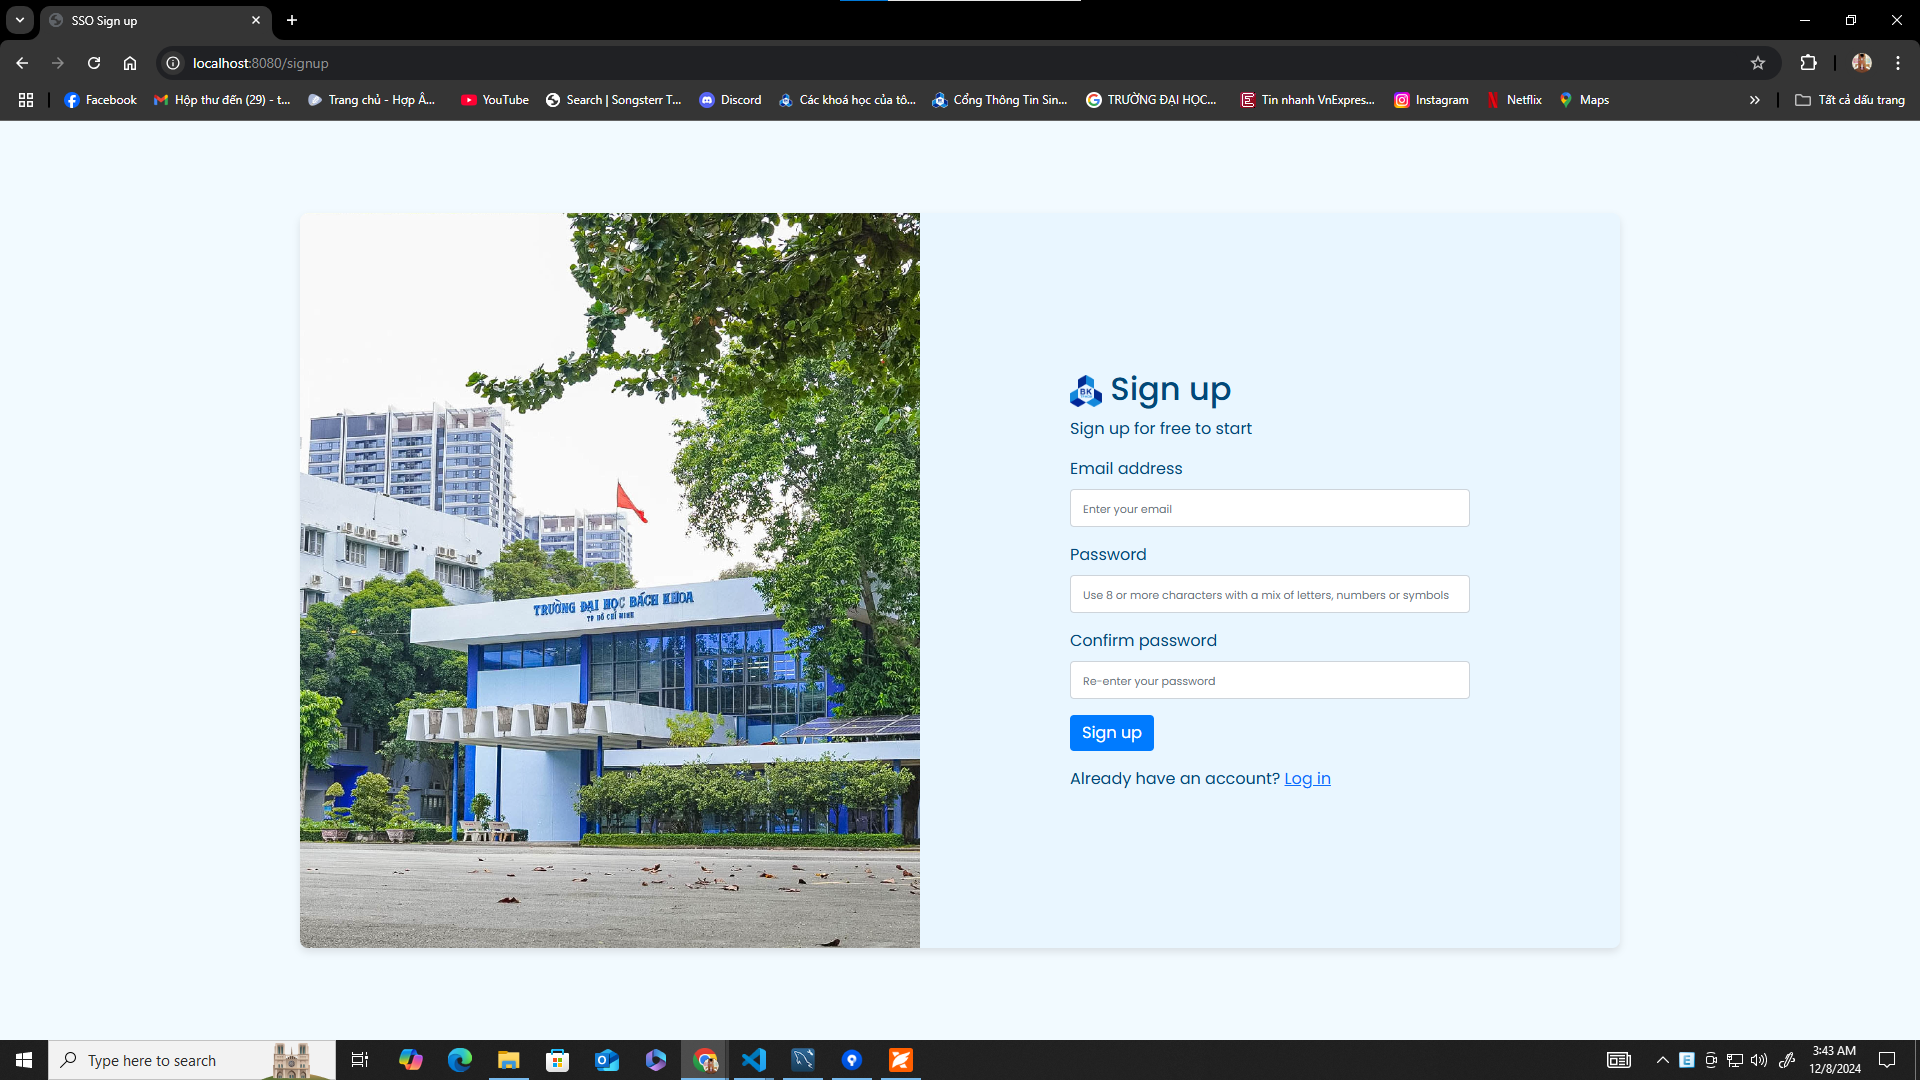 SSO Sign up
localhost:8080/signup
Facebook
Hộp thư đến (29) - t...
Trang chủ - Hợp Â...
YouTube
Search | Songsterr T...
Discord
Các khoá học của tô...
Cổng Thông Tin Sin...
TRƯỜNG ĐẠI HỌC...
Tin nhanh VnExpres...
Instagram
Netflix
Maps
Tất cả dấu trang
TRƯỜNG ĐẠI HỌC BÁCH KHOA
TP HỒ CHÍ MINH
BK
Sign up
Sign up for free to start
Email address
Enter your email
Password
Use 8 or more characters with a mix of letters, numbers or symbols
Confirm password
Re-enter your password
Sign up
Already have an account? Log in
Type here to search
3:43 AM
12/8/2024